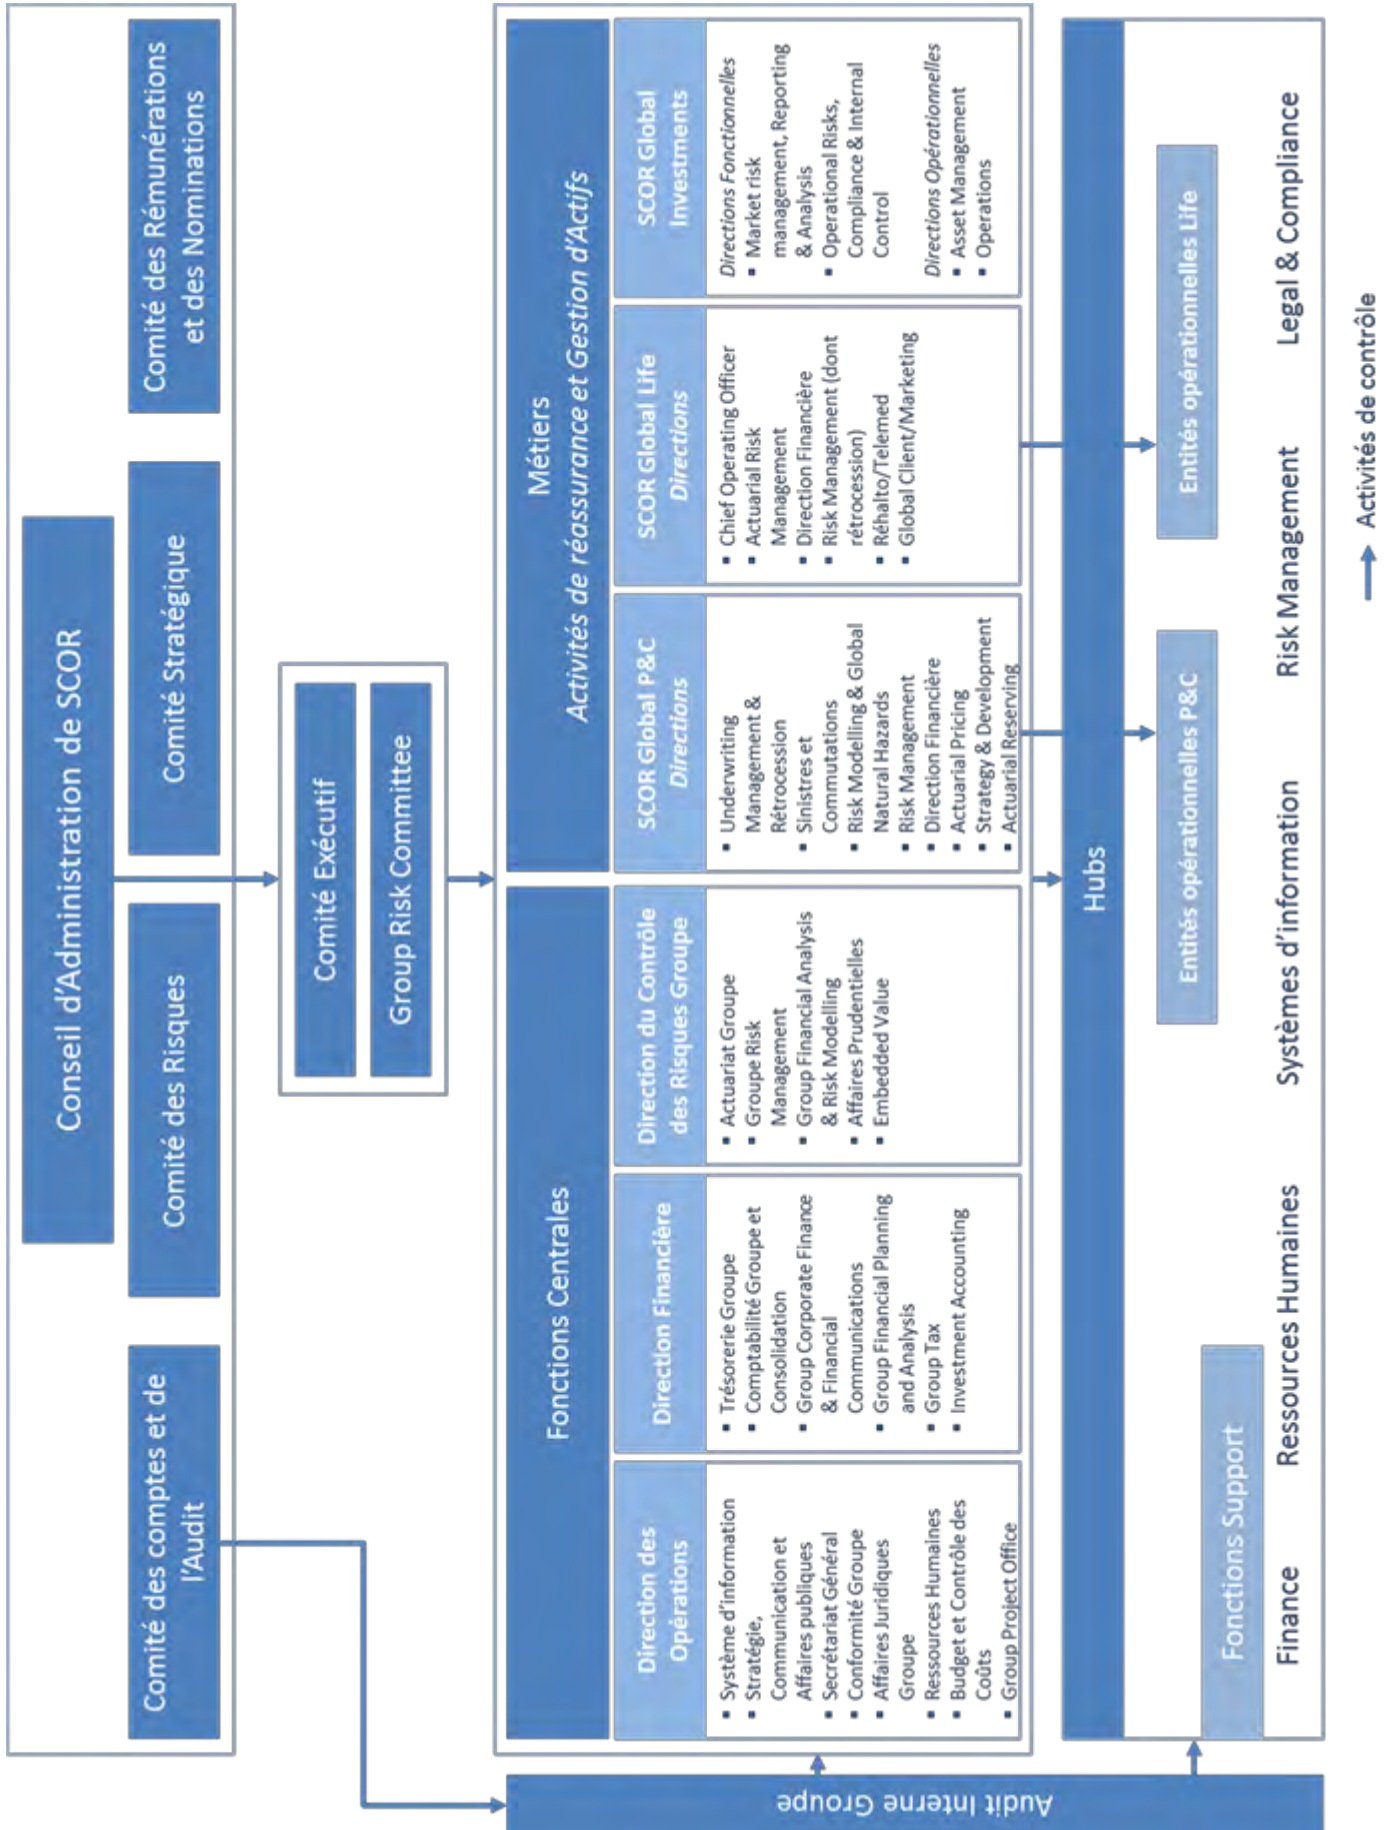 Conseil d'Administration de SCOR
Comité des comptes et de
l'Audit
Comité des Risques
Comité Stratégique
Comité des Rémunérations
et des Nominations
Comité Exécutif
Group Risk Committee
Audit Interne Groupe
Fonctions Centrales
Métiers
Activités de réassurance et Gestion d'Actifs
Direction des
Opérations
▪ Système d'information
▪ Stratégie,
Communication et
Affaires publiques
▪ Secrétariat Général
▪ Conformité Groupe
▪ Affaires Juridiques
Groupe
▪ Ressources Humaines
▪ Budget et Contrôle des
Coûts
▪ Group Project Office
Direction Financière
▪ Trésorerie Groupe
▪ Comptabilité Groupe et
Consolidation
▪ Group Corporate Finance
& Financial
Communications
▪ Group Financial Planning
and Analysis
▪ Group Tax
▪ Investment Accounting
Direction du Contrôle
des Risques Groupe
▪ Actuariat Groupe
▪ Groupe Risk
Management
▪ Group Financial Analysis
& Risk Modelling
▪ Affaires Prudentielles
▪ Embedded Value
SCOR Global P&C
Directions
▪ Underwriting
Management &
Rétrocession
▪ Sinistres et
Commutations
▪ Risk Modelling & Global
Natural Hazards
▪ Risk Management
▪ Direction Financière
▪ Actuarial Pricing
▪ Strategy & Development
▪ Actuarial Reserving
SCOR Global Life
Directions
▪ Chief Operating Officer
▪ Actuarial Risk
Management
▪ Direction Financière
▪ Risk Management (dont
rétrocession)
▪ Réhalto/Telemed
▪ Global Client/Marketing
SCOR Global
Investments
Directions Fonctionnelles
▪ Market risk
management, Reporting
& Analysis
▪ Operational Risks,
Compliance & Internal
Control
Directions Opérationnelles
▪ Asset Management
▪ Operations
Hubs
Entités opérationnelles P&C
Entités opérationnelles Life
Fonctions Support
Finance
Ressources Humaines
Systèmes d'information
Risk Management
Legal & Compliance
Activités de contrôle